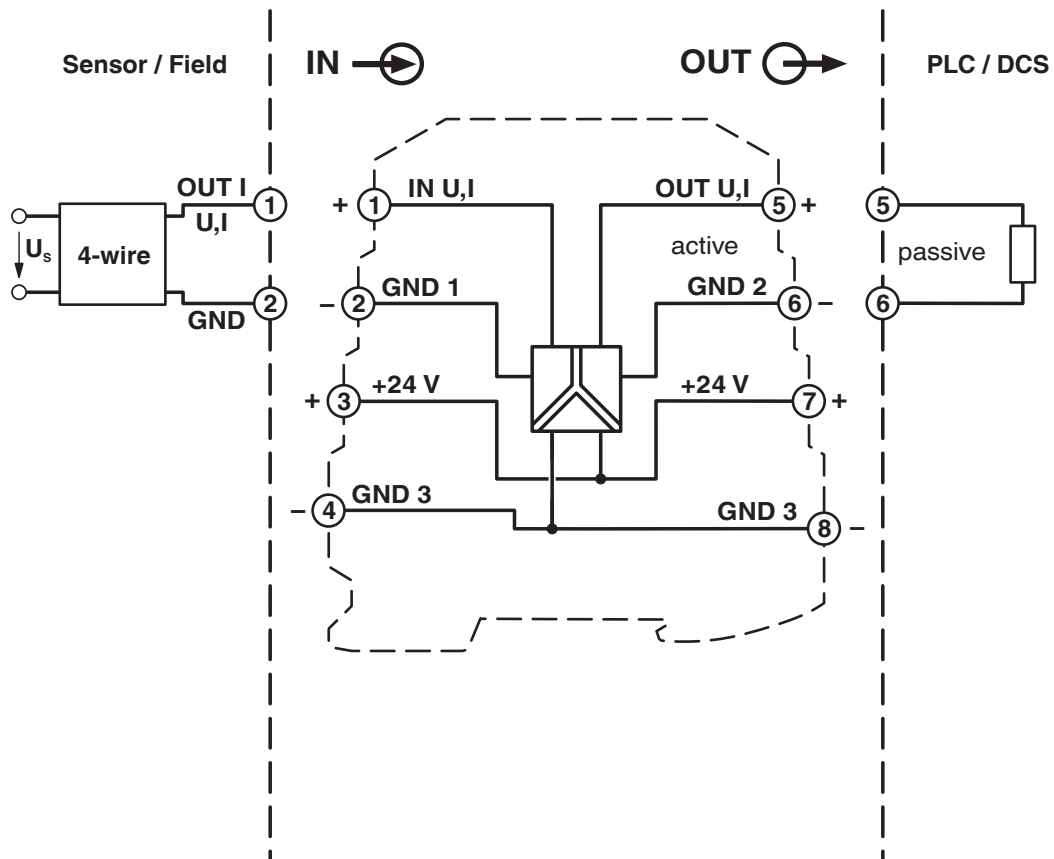 Sensor / Field
IN
OUT
PLC / DCS
OUT I
U,I
1
+ 1 IN U,I
OUT U,I 5 +
5
Us
4-wire
active
passive
GND
2
– 2 GND 1
GND 2 6 –
6
+ 3 +24 V
+24 V 7 +
– 4 GND 3
GND 3 8 –